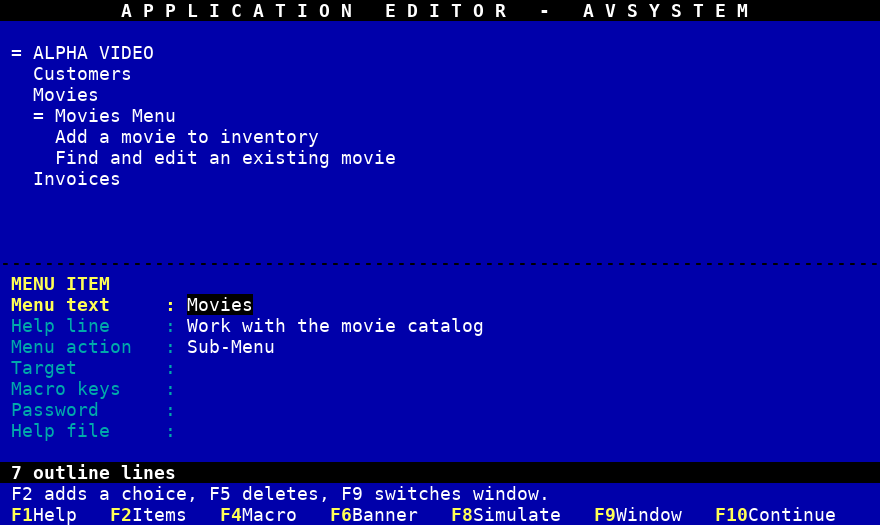 A P P L I C A T I O N   E D I T O R  -  A V S Y S T E M
= ALPHA VIDEO
  Customers
  Movies
  = Movies Menu
    Add a movie to inventory
    Find and edit an existing movie
  Invoices
MENU ITEM
Menu text     : Movies
Help line     : Work with the movie catalog
Menu action   : Sub-Menu
Target        :
Macro keys    :
Password      :
Help file     :
7 outline lines
F2 adds a choice, F5 deletes, F9 switches window.
F1Help   F2Items   F4Macro   F6Banner   F8Simulate   F9Window   F10Continue